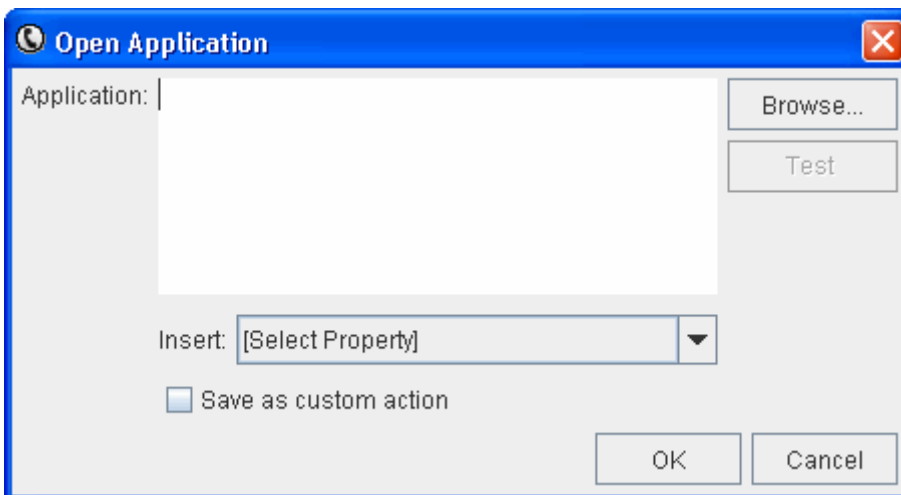 Open Application
Application:
Browse...
Test
Insert: [Select Property]
Save as custom action
OK Cancel